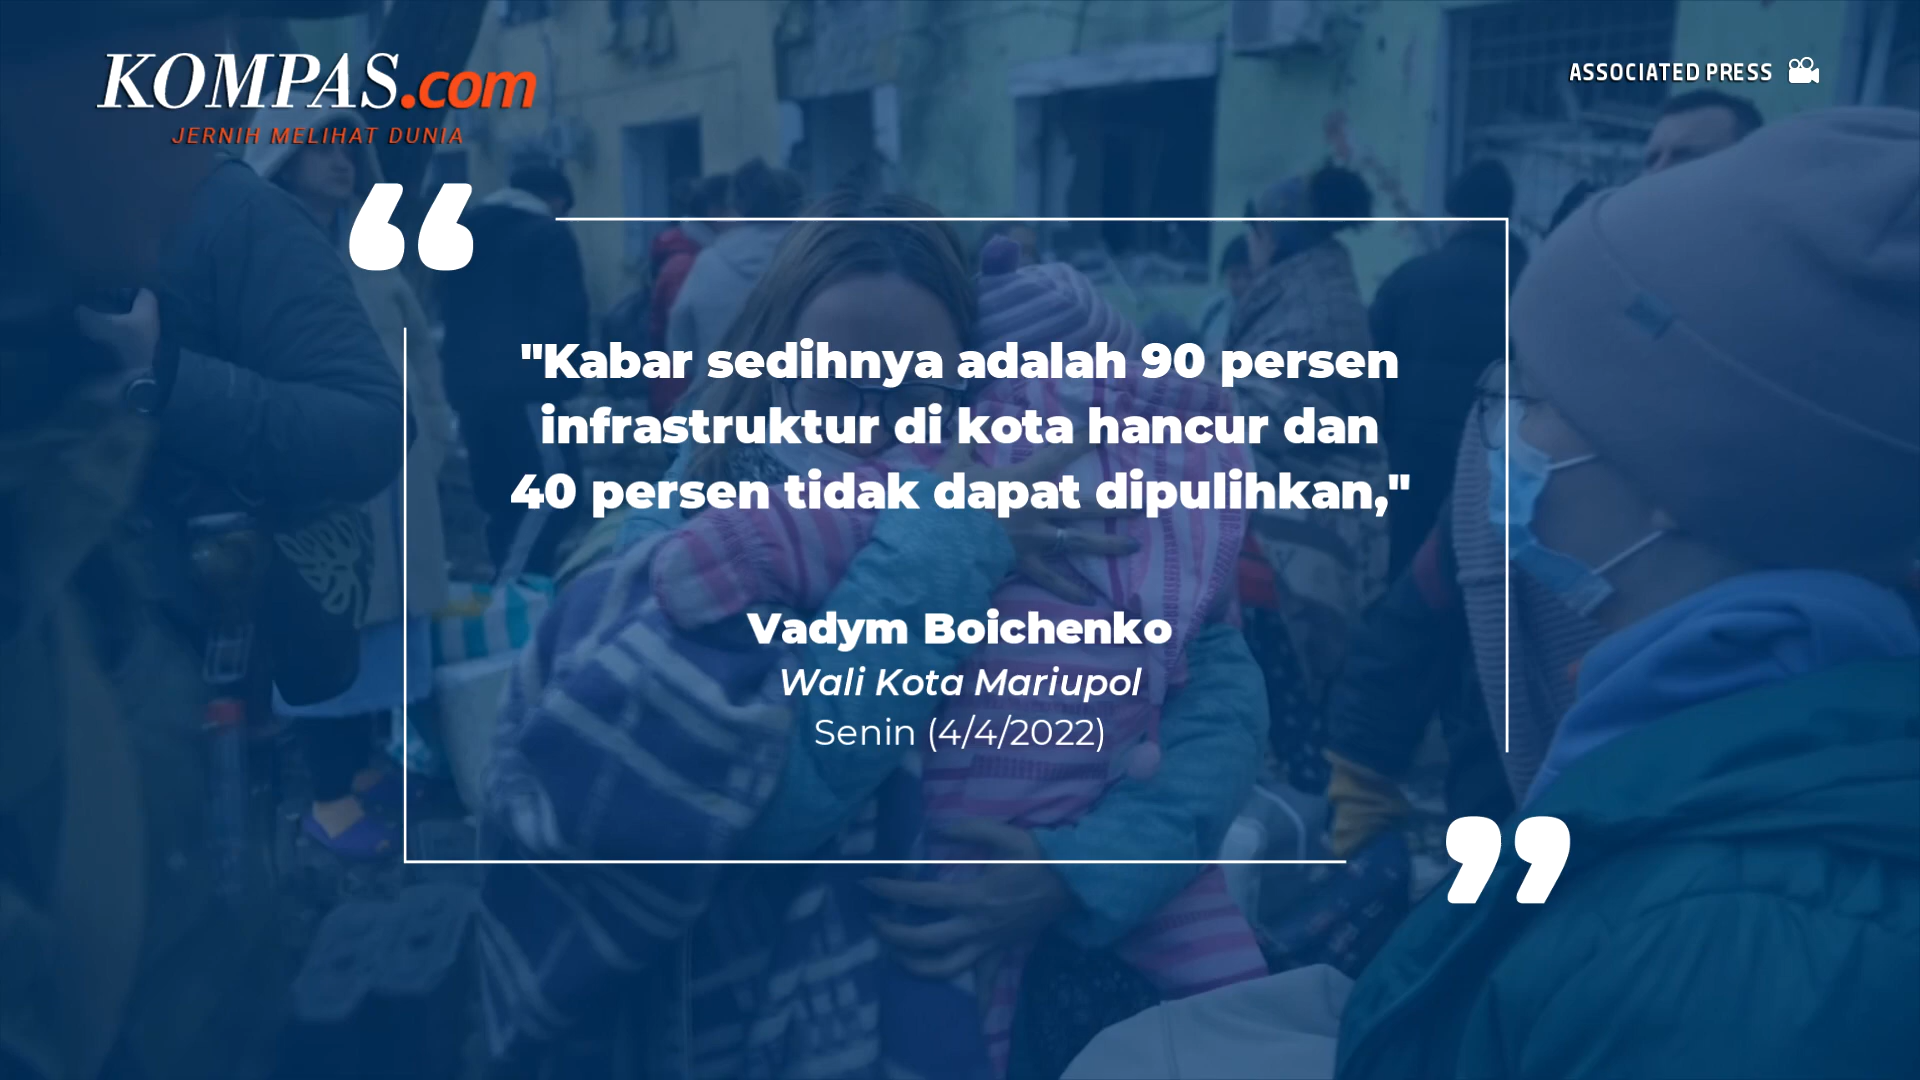 KOMPAS.com
JERNIH MELIHAT DUNIA
ASSOCIATED PRESS
“
"Kabar sedihnya adalah 90 persen
infrastruktur di kota hancur dan
40 persen tidak dapat dipulihkan,"
Vadym Boichenko
Wali Kota Mariupol
Senin (4/4/2022)
”